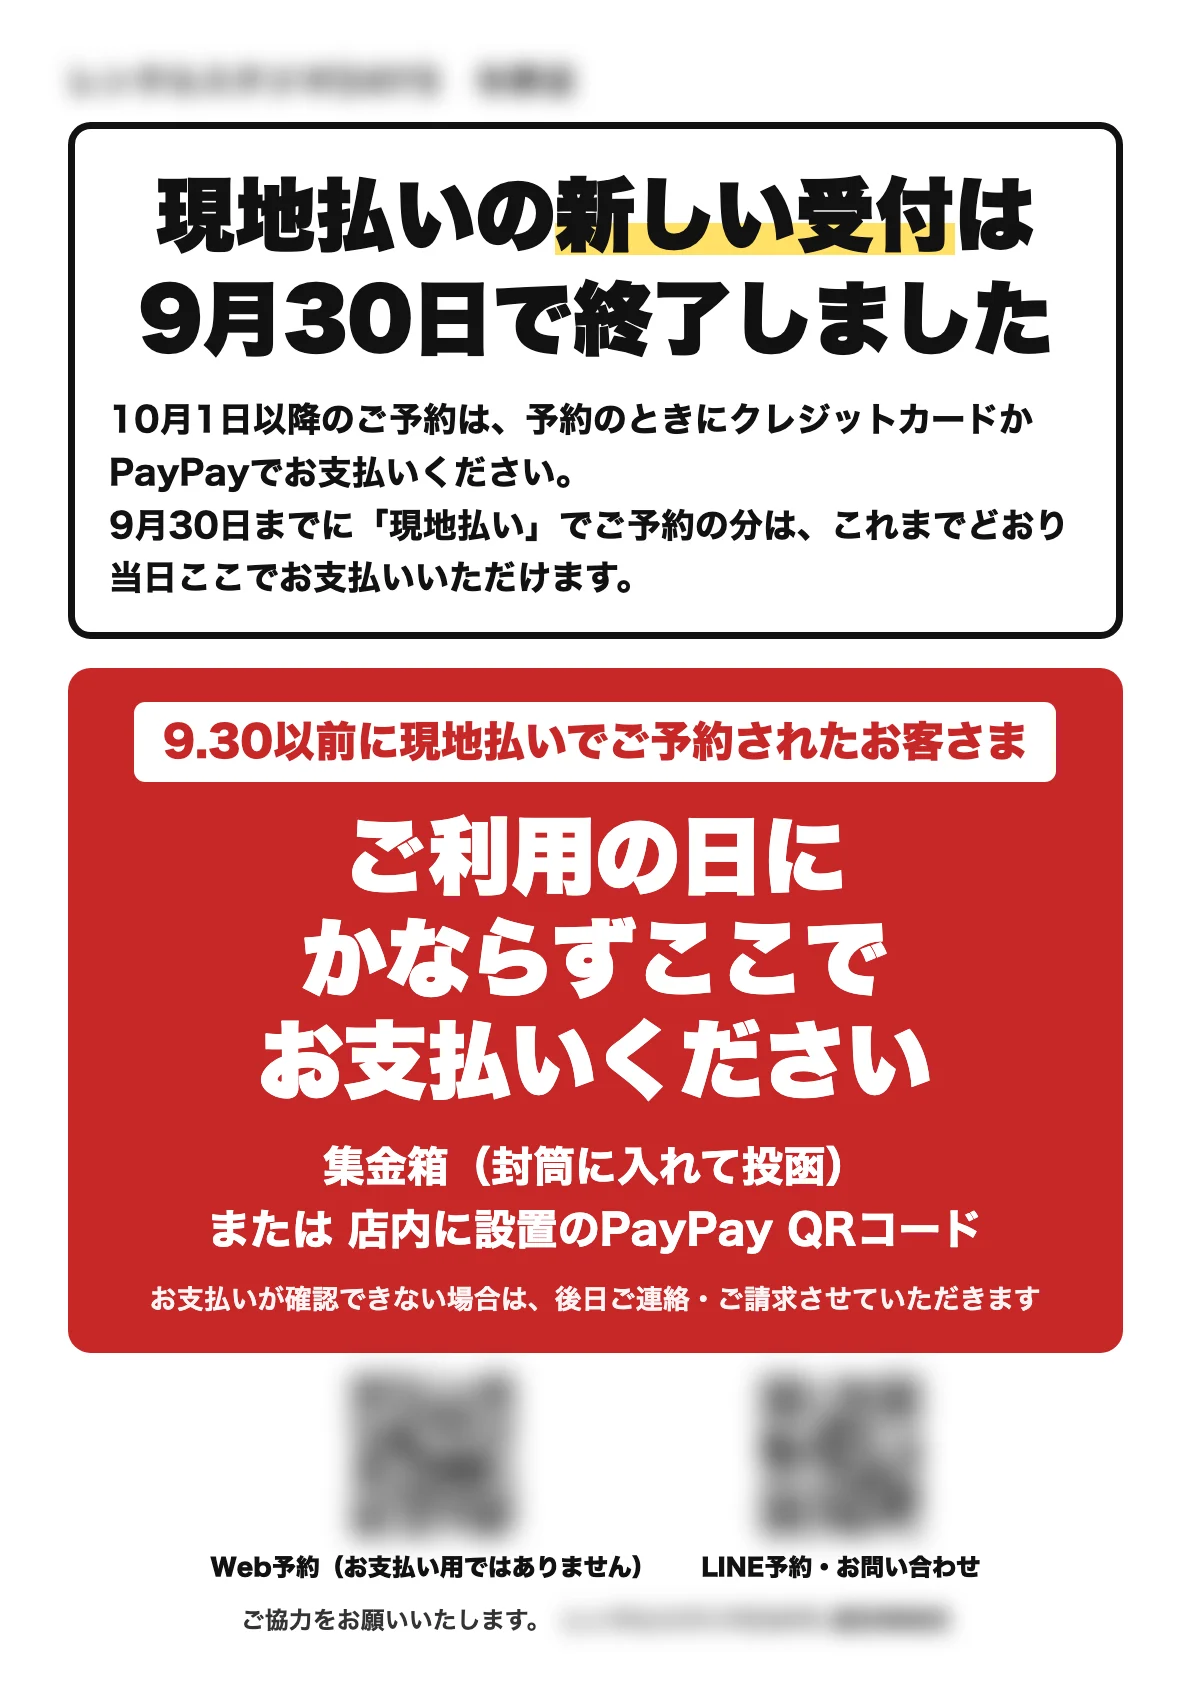 現地払いの新しい受付は
9月30日で終了しました
10月1日以降のご予約は、予約のときにクレジットカードか
PayPayでお支払いください。
9月30日までに「現地払い」でご予約の分は、これまでどおり
当日ここでお支払いいただけます。
9.30以前に現地払いでご予約されたお客さま
ご利用の日に
かならずここで
お支払いください
集金箱（封筒に入れて投函）
または 店内に設置のPayPay QRコード
お支払いが確認できない場合は、後日ご連絡・ご請求させていただきます
Web予約（お支払い用ではありません）
LINE予約・お問い合わせ
ご協力をお願いいたします。